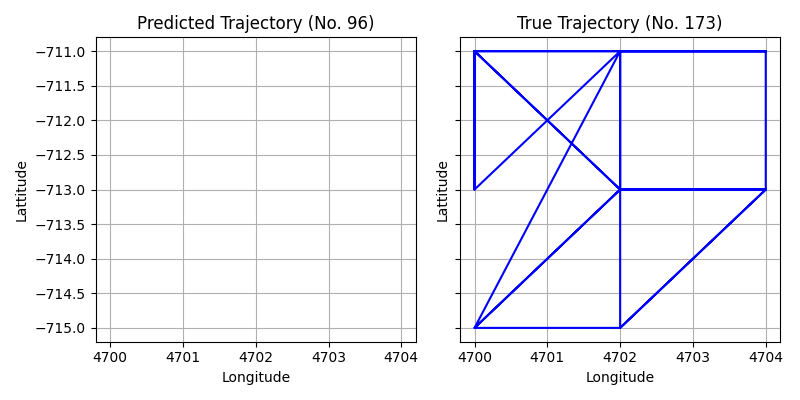 Predicted Trajectory (No. 96)
True Trajectory (No. 173)
Lattitude
−711.0
−711.5
−712.0
−712.5
−713.0
−713.5
−714.0
−714.5
−715.0
4700 4701 4702 4703 4704
Longitude
Lattitude
4700 4701 4702 4703 4704
Longitude